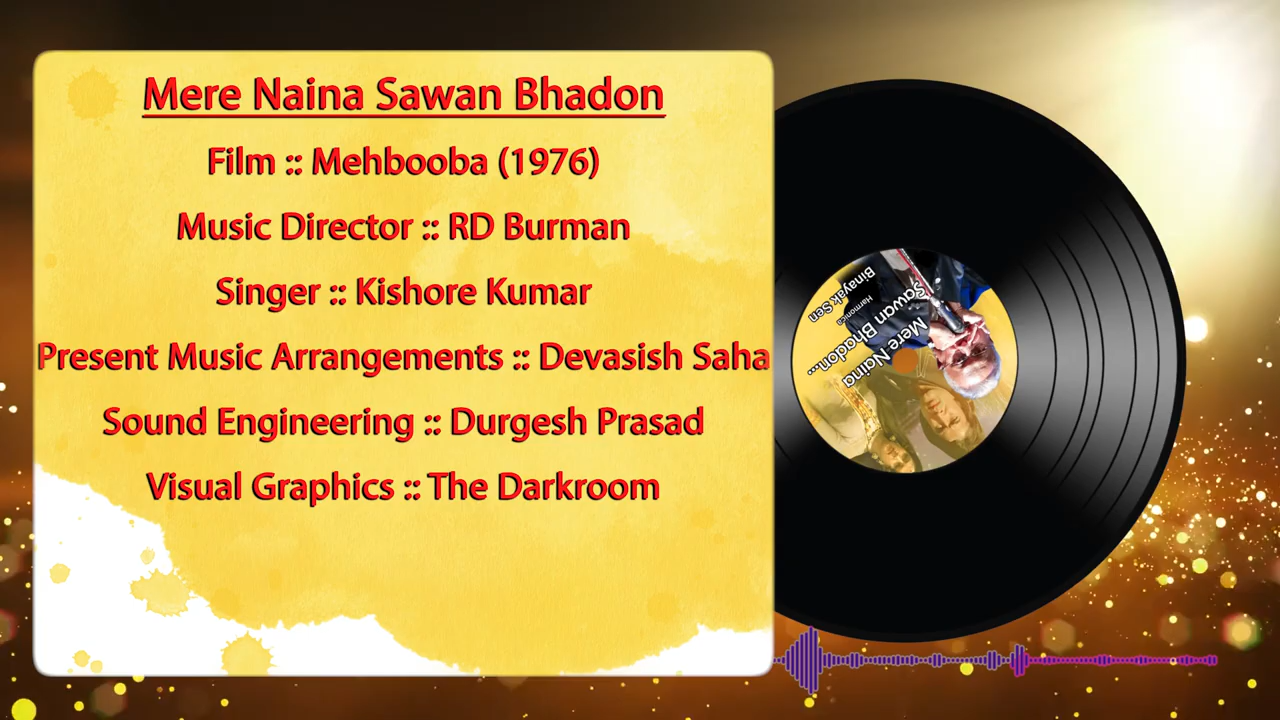 Mere Naina Sawan Bhadon
Film :: Mehbooba (1976)
Music Director :: RD Burman
Singer :: Kishore Kumar
Present Music Arrangements :: Devasish Saha
Sound Engineering :: Durgesh Prasad
Visual Graphics :: The Darkroom
Mere Naina
Sawan Bhadon...
Harmonica
Binayak Sen